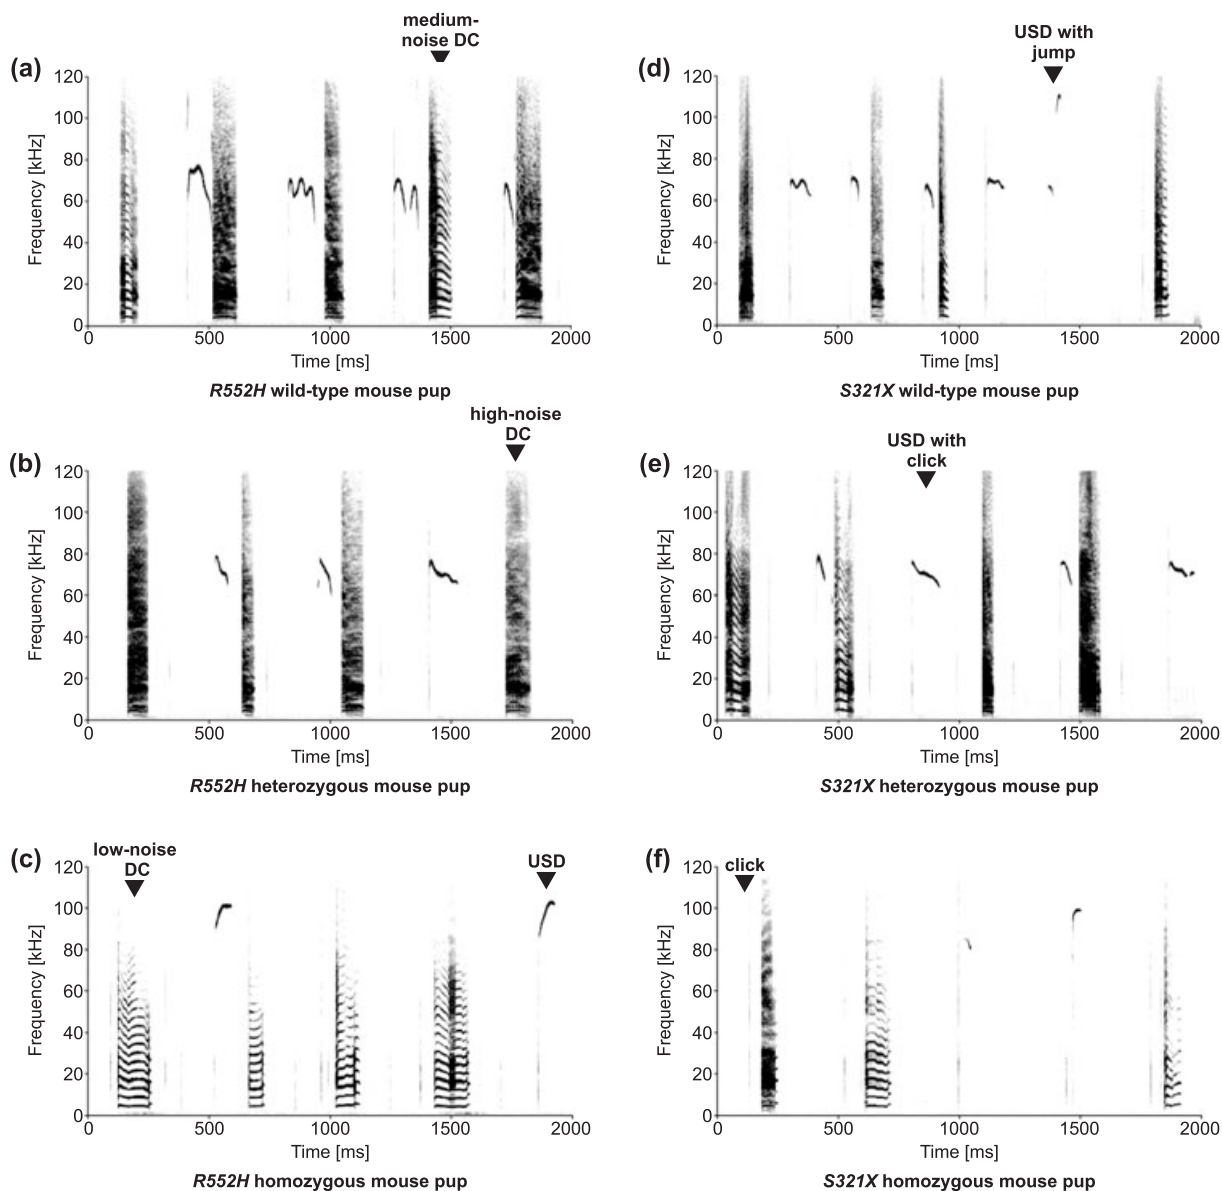 medium-
noise DC
(a)
120
100
80
60
40
20
0
Frequency [kHz]
0 500 1000 1500 2000
Time [ms]
R552H wild-type mouse pup
USD with
jump
(d)
120
100
80
60
40
20
0
Frequency [kHz]
0 500 1000 1500 2000
Time [ms]
S321X wild-type mouse pup
high-noise
DC
(b)
120
100
80
60
40
20
0
Frequency [kHz]
0 500 1000 1500 2000
Time [ms]
R552H heterozygous mouse pup
USD with
click
(e)
120
100
80
60
40
20
0
Frequency [kHz]
0 500 1000 1500 2000
Time [ms]
S321X heterozygous mouse pup
(c)
low-noise
DC
USD
120
100
80
60
40
20
0
Frequency [kHz]
0 500 1000 1500 2000
Time [ms]
R552H homozygous mouse pup
(f)
click
120
100
80
60
40
20
0
Frequency [kHz]
0 500 1000 1500 2000
Time [ms]
S321X homozygous mouse pup